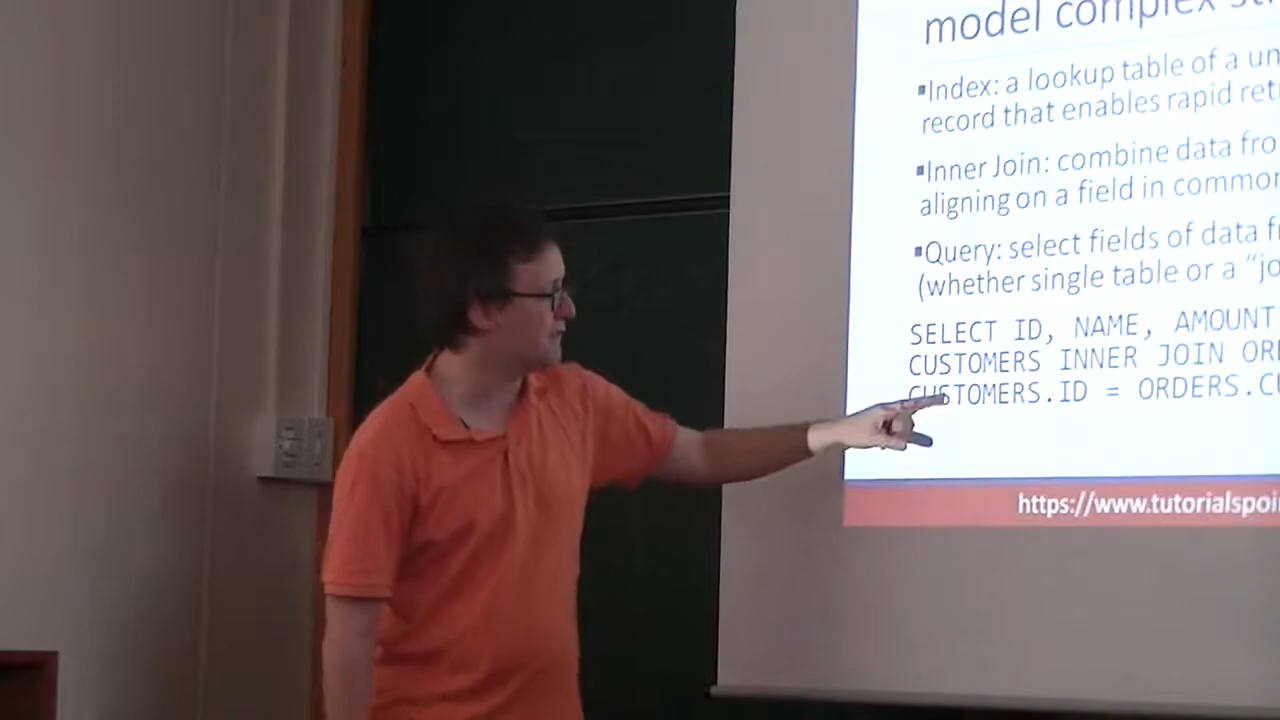 model complex
▪Index: a lookup table of a un
record that enables rapid ret
▪Inner Join: combine data fro
aligning on a field in common
▪Query: select fields of data f
(whether single table or a "jo
SELECT ID, NAME, AMOUNT
CUSTOMERS INNER JOIN OR
CUSTOMERS.ID = ORDERS.CU
https://www.tutorialspoi